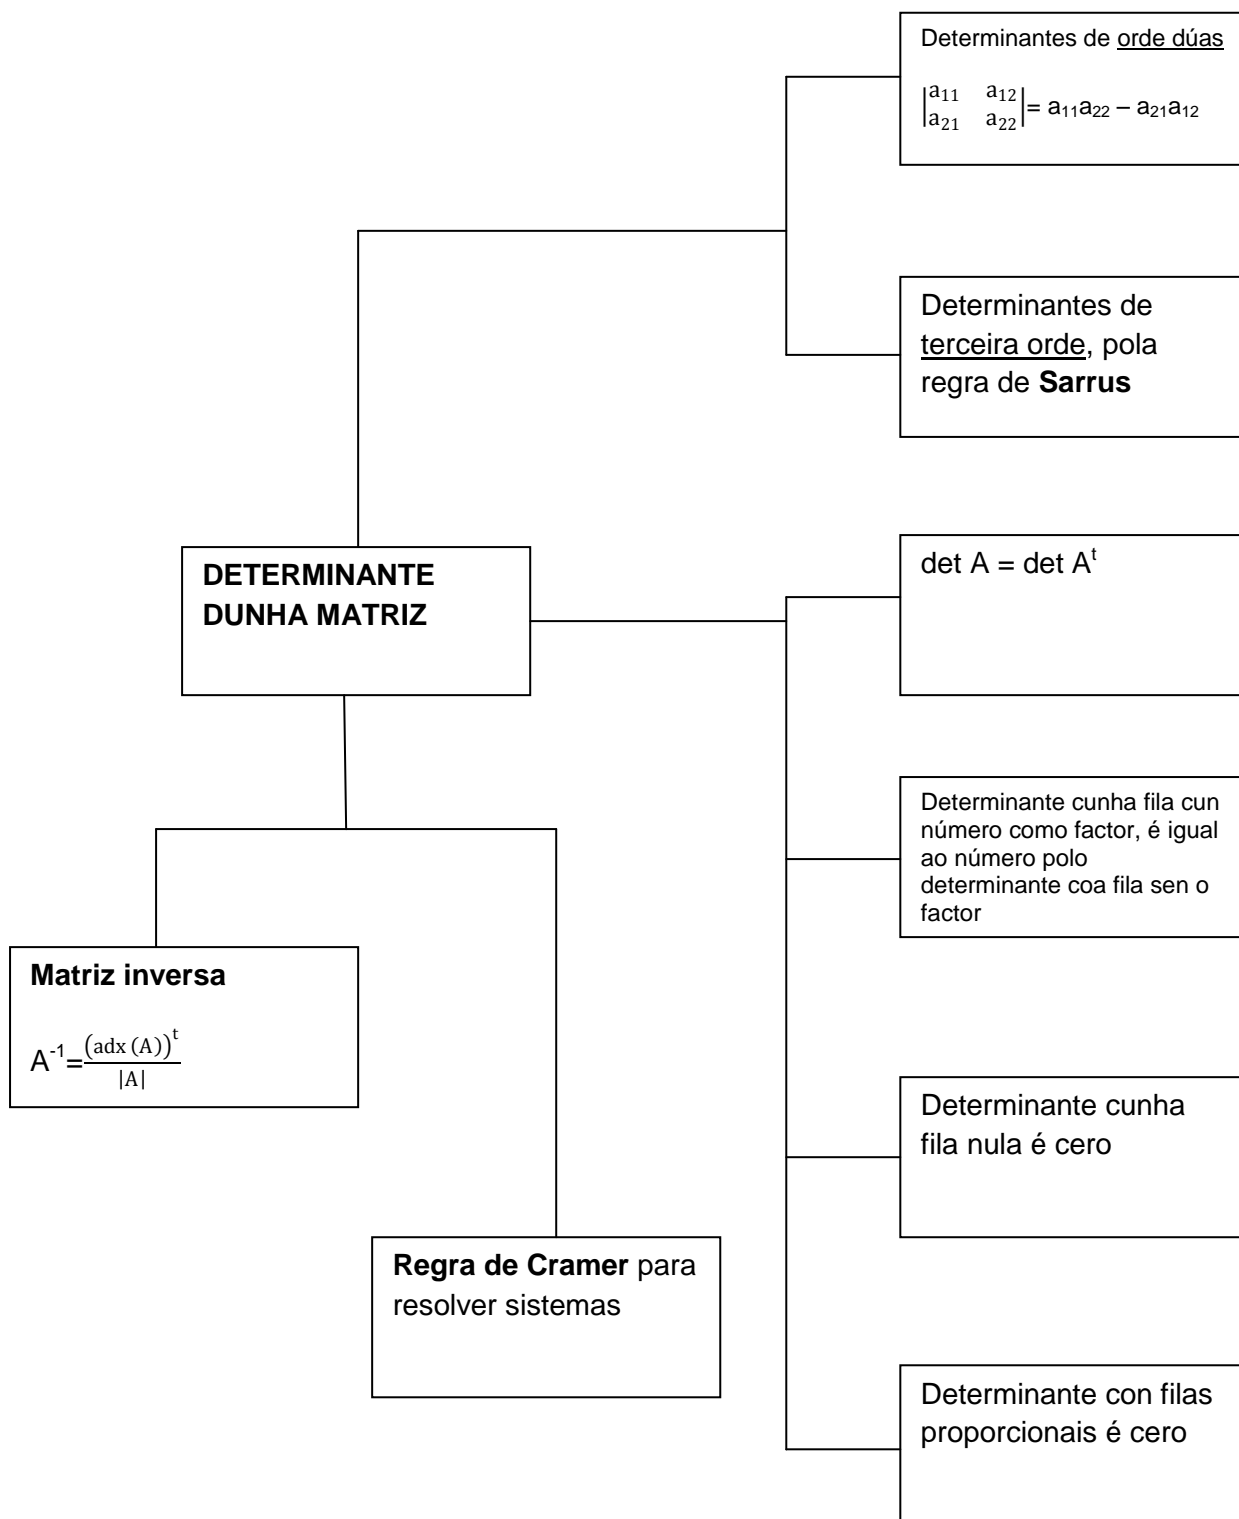 Determinantes de orde dúas
|a₁₁ a₁₂|
|a₂₁ a₂₂| = a₁₁a₂₂ – a₂₁a₁₂
Determinantes de
terceira orde, pola
regra de Sarrus
DETERMINANTE
DUNHA MATRIZ
det A = det Aᵗ
Determinante cunha fila cun
número como factor, é igual
ao número polo
determinante coa fila sen o
factor
Matriz inversa
A⁻¹=(adx (A))ᵗ/|A|
Determinante cunha
fila nula é cero
Regra de Cramer para
resolver sistemas
Determinante con filas
proporcionais é cero